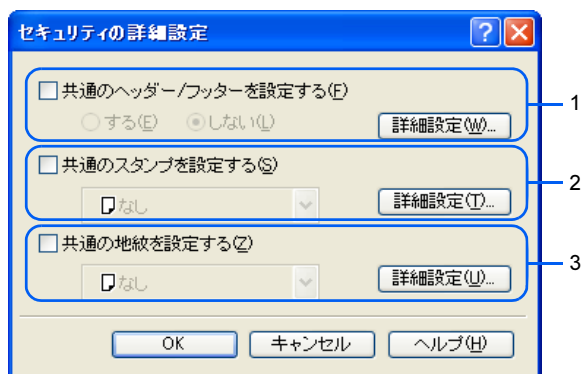 セキュリティの詳細設定
共通のヘッダー/フッターを設定する(F)
する(E) しない(L) 詳細設定(W)...
1
共通のスタンプを設定する(S)
なし 詳細設定(T)...
2
共通の地紋を設定する(Z)
なし 詳細設定(U)...
3
OK キャンセル ヘルプ(H)